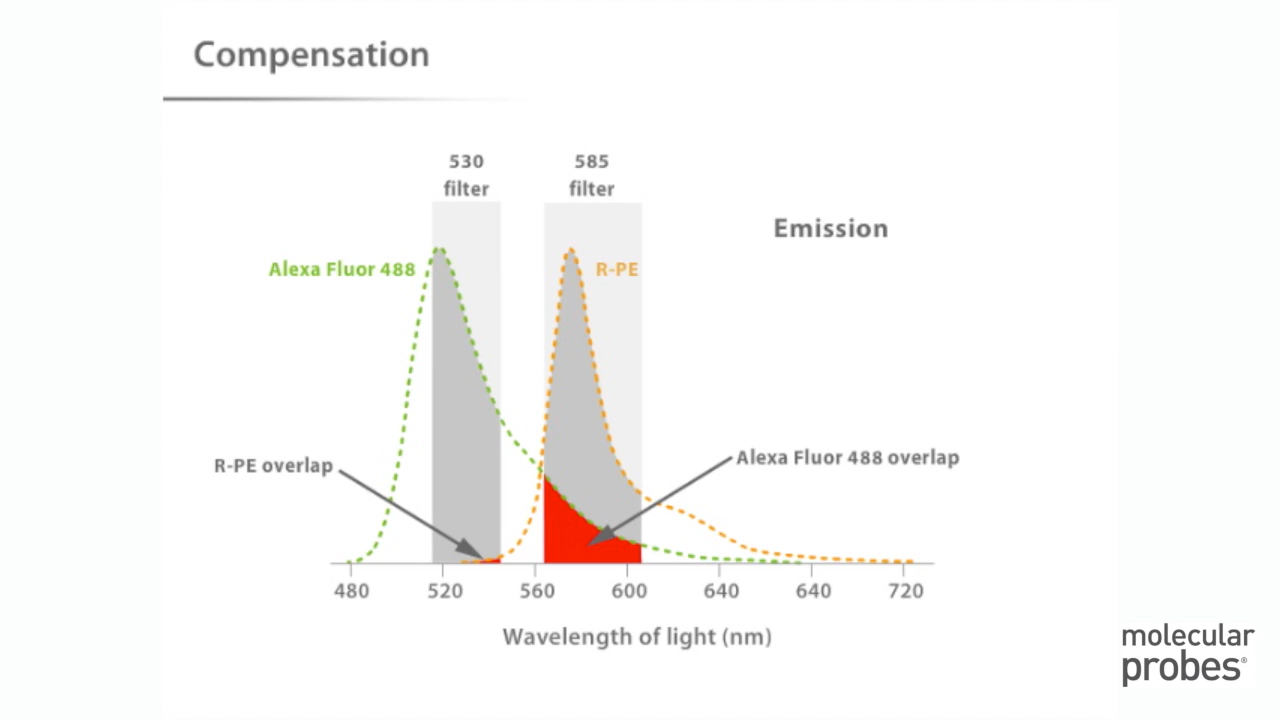 Compensation
530
filter
585
filter
Emission
Alexa Fluor 488
R-PE
R-PE overlap
Alexa Fluor 488 overlap
480 520 560 600 640 640 720
Wavelength of light (nm)
molecular
probes®